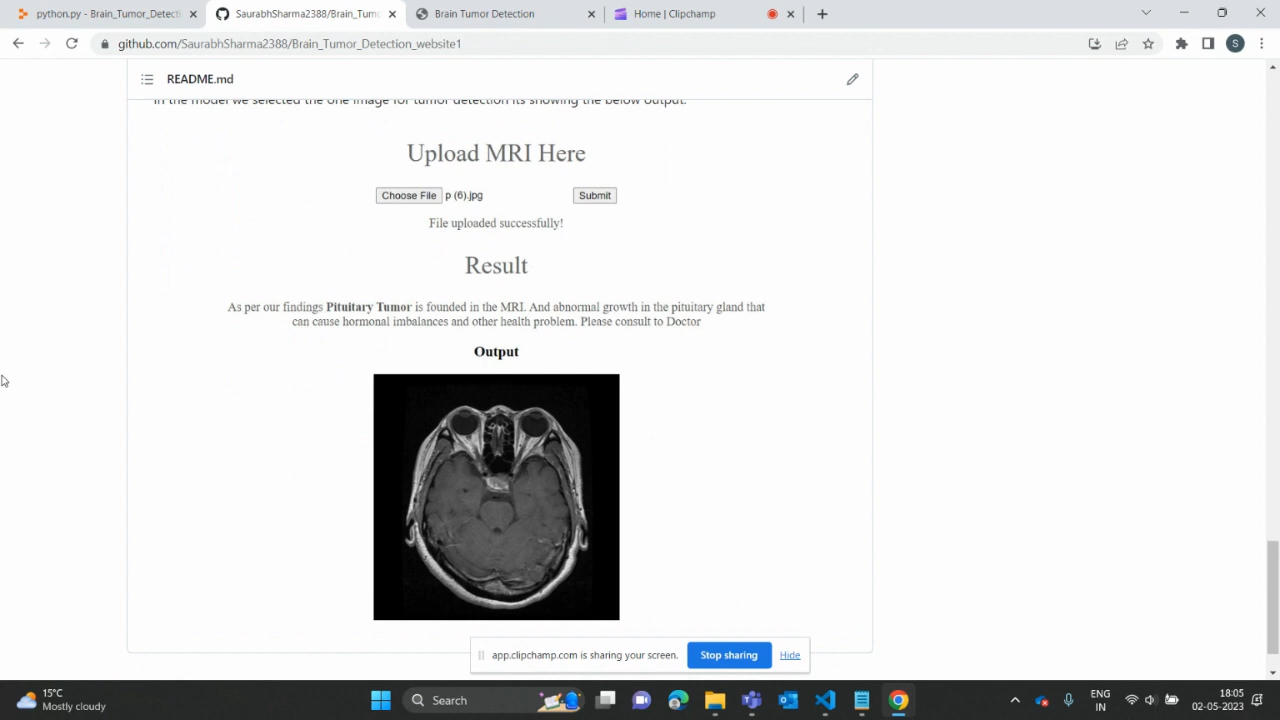 python.py - Brain_Tumor_Detecti
SaurabhSharma2388/Brain_Tumo
Brain Tumor Detection
Home | Clipchamp
github.com/SaurabhSharma2388/Brain_Tumor_Detection_website1
S
README.md
In the model we selected the one image for tumor detection its showing the below output.
Upload MRI Here
Choose File p (6).jpg Submit
File uploaded successfully!
Result
As per our findings Pituitary Tumor is founded in the MRI. And abnormal growth in the pituitary gland that
can cause hormonal imbalances and other health problem. Please consult to Doctor
Output
app.clipchamp.com is sharing your screen. Stop sharing Hide
15°C
Mostly cloudy
Search
ENG
IN
18:05
02-05-2023